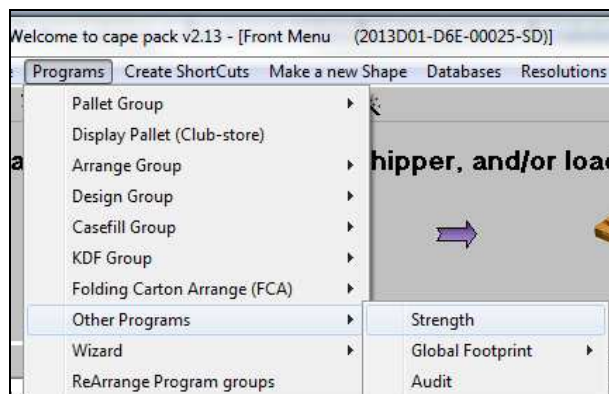 Welcome to cape pack v2.13 - [Front Menu (2013D01-D6E-00025-SD)]
Programs Create ShortCuts Make a new Shape Databases Resolutions
Pallet Group
Display Pallet (Club-store)
hipper, and/or load
Arrange Group
Design Group
Casefill Group
KDF Group
Folding Carton Arrange (FCA)
Other Programs Strength
Wizard Global Footprint
ReArrange Program groups Audit